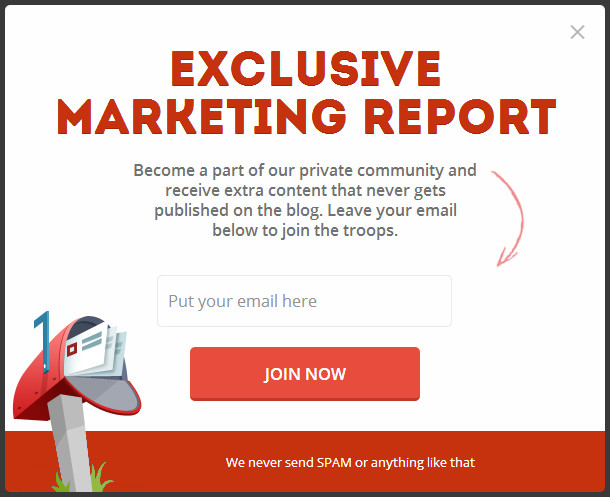 EXCLUSIVE
MARKETING REPORT
Become a part of our private community and
receive extra content that never gets
published on the blog. Leave your email
below to join the troops.
Put your email here
JOIN NOW
We never send SPAM or anything like that